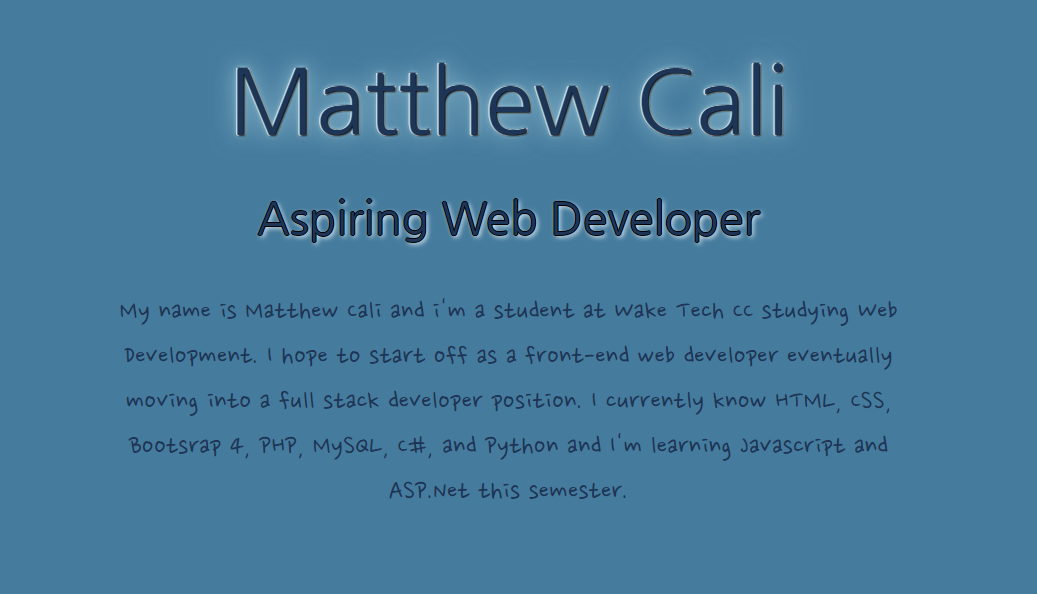 Matthew Cali
Aspiring Web Developer
My name is Matthew Cali and i'm a student at Wake Tech CC studying Web
Development. I hope to start off as a front-end web developer eventually
moving into a full stack developer position. I currently know HTML, CSS,
Bootsrap 4, PHP, MySQL, C#, and Python and I'm learning Javascript and
ASP.Net this semester.